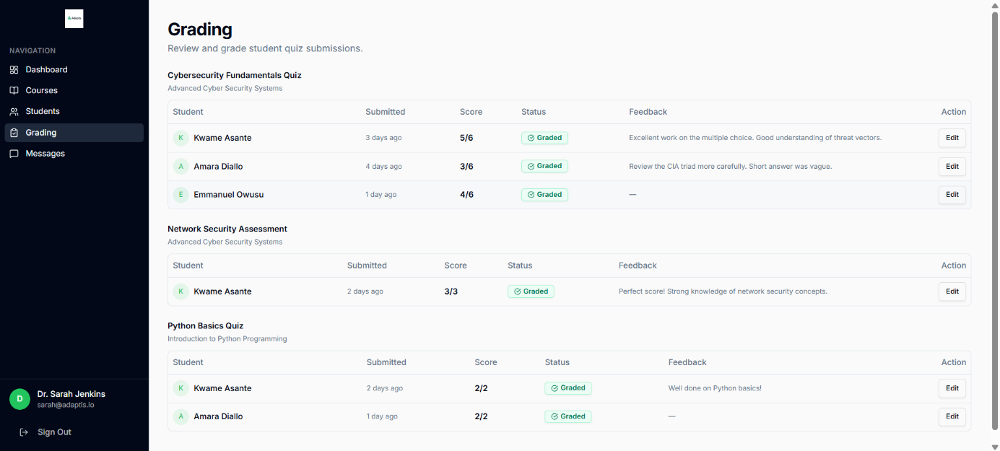 Adaptis
NAVIGATION
Dashboard
Courses
Students
Grading
Messages
D
Dr. Sarah Jenkins
sarah@adaptis.io
Sign Out
Grading
Review and grade student quiz submissions.
Cybersecurity Fundamentals Quiz
Advanced Cyber Security Systems
Student Submitted Score Status Feedback Action
K Kwame Asante 3 days ago 5/6 Graded Excellent work on the multiple choice. Good understanding of threat vectors. Edit
A Amara Diallo 4 days ago 3/6 Graded Review the CIA triad more carefully. Short answer was vague. Edit
E Emmanuel Owusu 1 day ago 4/6 Graded — Edit
Network Security Assessment
Advanced Cyber Security Systems
Student Submitted Score Status Feedback Action
K Kwame Asante 2 days ago 3/3 Graded Perfect score! Strong knowledge of network security concepts. Edit
Python Basics Quiz
Introduction to Python Programming
Student Submitted Score Status Feedback Action
K Kwame Asante 2 days ago 2/2 Graded Well done on Python basics! Edit
A Amara Diallo 1 day ago 2/2 Graded — Edit